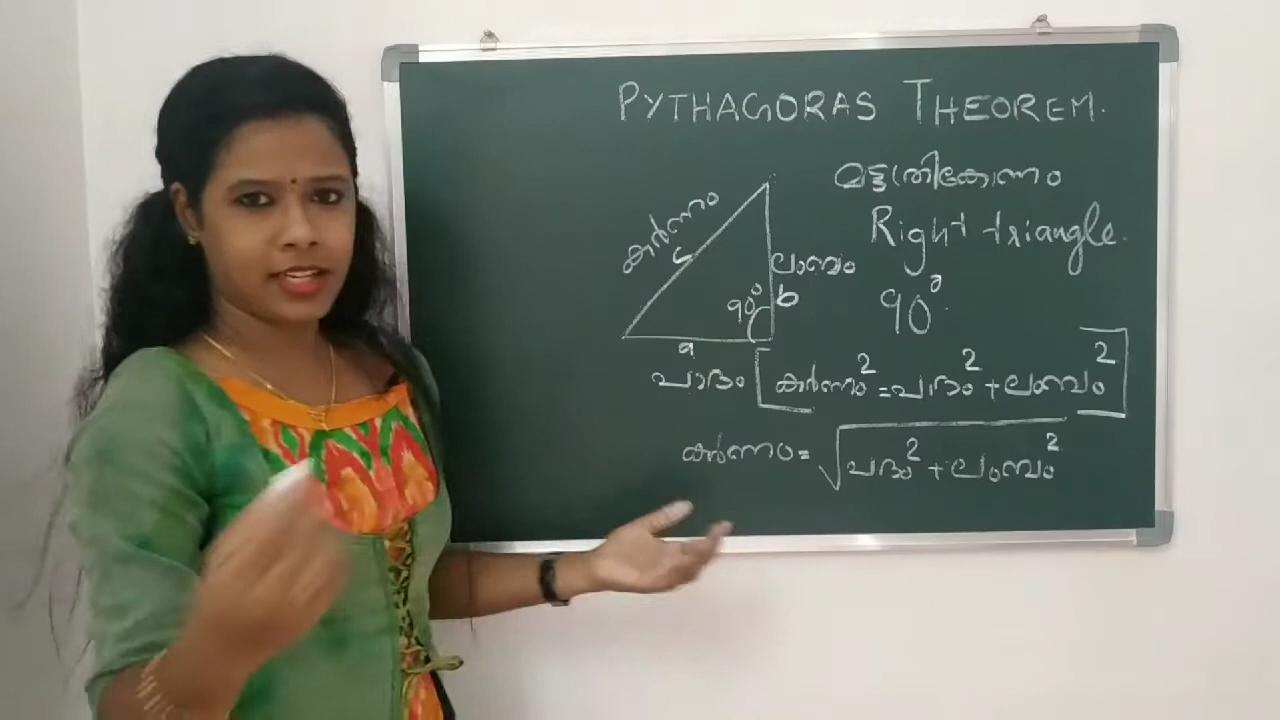 PYTHAGORAS THEOREM.
മട്ടത്രികോണം
Right triangle.
കർണ്ണം
c
ലംബം
90°
b
90°
a
പാദം
കർണ്ണം² = പാദം² + ലംബം²
കർണ്ണം = √പാദം² + ലംബം²